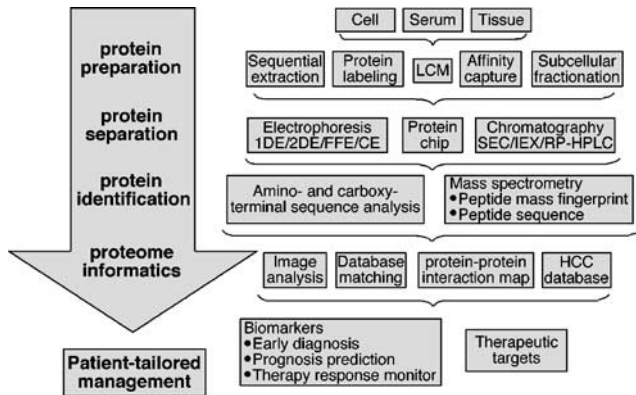 Cell
Serum
Tissue
protein
preparation
Sequential
extraction
Protein
labeling
LCM
Affinity
capture
Subcellular
fractionation
protein
separation
Electrophoresis
1DE/2DE/FFE/CE
Protein
chip
Chromatography
SEC/IEX/RP-HPLC
protein
identification
Amino- and carboxy-
terminal sequence analysis
Mass spectrometry
•Peptide mass fingerprint
•Peptide sequence
proteome
informatics
Image
analysis
Database
matching
protein-protein
interaction map
HCC
database
Patient-tailored
management
Biomarkers
•Early diagnosis
•Prognosis prediction
•Therapy response monitor
Therapeutic
targets